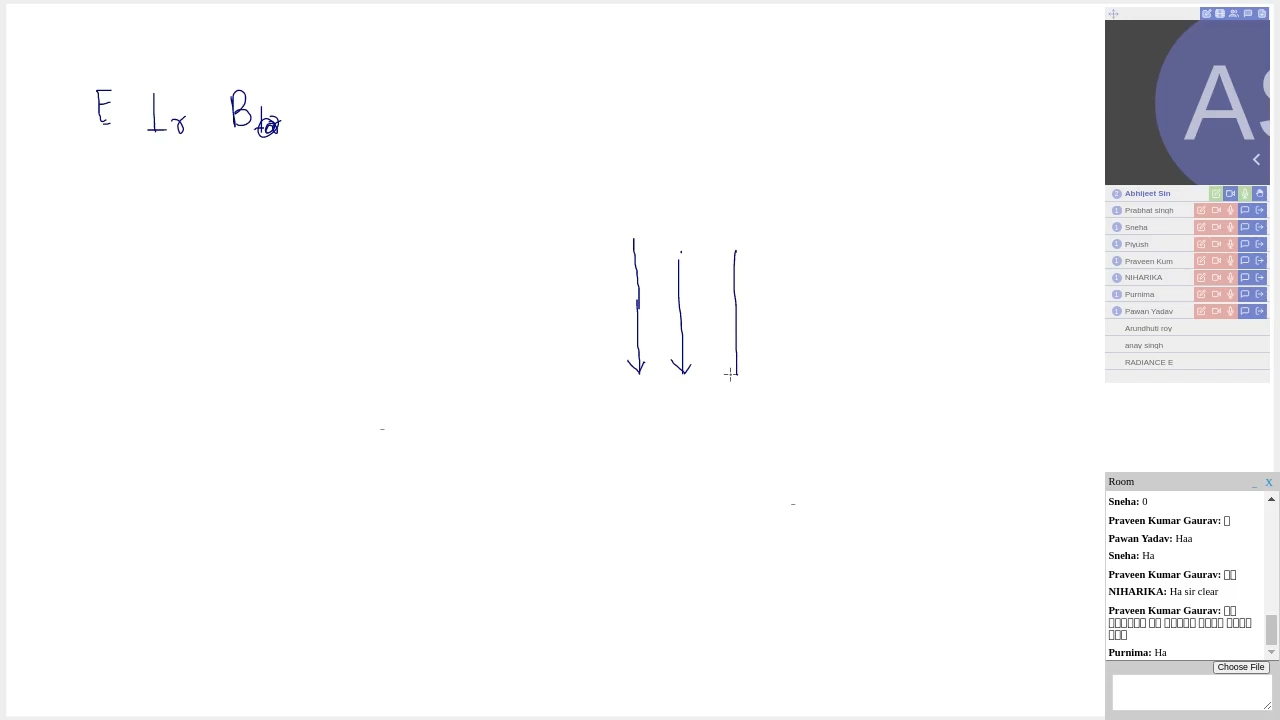 E I r B
AS
Abhijeet Sin
Prabhat singh
Sneha
Piyush
Praveen Kum
NIHARIKA
Purnima
Pawan Yadav
Arundhuti roy
anay singh
RADIANCE E
Room _ X
Sneha: 0
Praveen Kumar Gaurav:
Pawan Yadav: Haa
Sneha: Ha
Praveen Kumar Gaurav:
NIHARIKA: Ha sir clear
Praveen Kumar Gaurav:
Purnima: Ha
Choose File